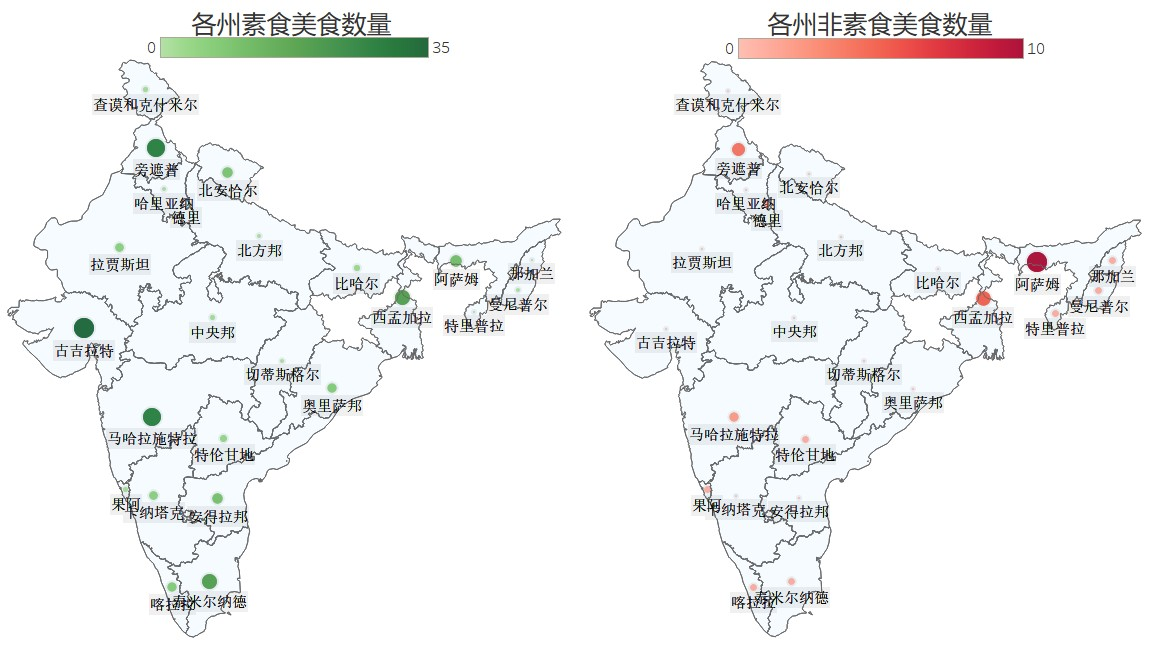 各州素食美食数量
0 35
查谟和克什米尔
旁遮普
北安恰尔
哈里亚纳
德里
北方邦
拉贾斯坦
阿萨姆
那加兰
比哈尔
曼尼普尔
西孟加拉
特里普拉
中央邦
古吉拉特
切蒂斯格尔
奥里萨邦
马哈拉施特拉
特伦甘地
果阿
卡纳塔克
安得拉邦
喀拉拉
泰米尔纳德
各州非素食美食数量
0 10
查谟和克什米尔
旁遮普
北安恰尔
哈里亚纳
德里
北方邦
拉贾斯坦
阿萨姆
那加兰
比哈尔
曼尼普尔
西孟加拉
特里普拉
中央邦
古吉拉特
切蒂斯格尔
奥里萨邦
马哈拉施特拉
特伦甘地
果阿
卡纳塔克
安得拉邦
喀拉拉
泰米尔纳德